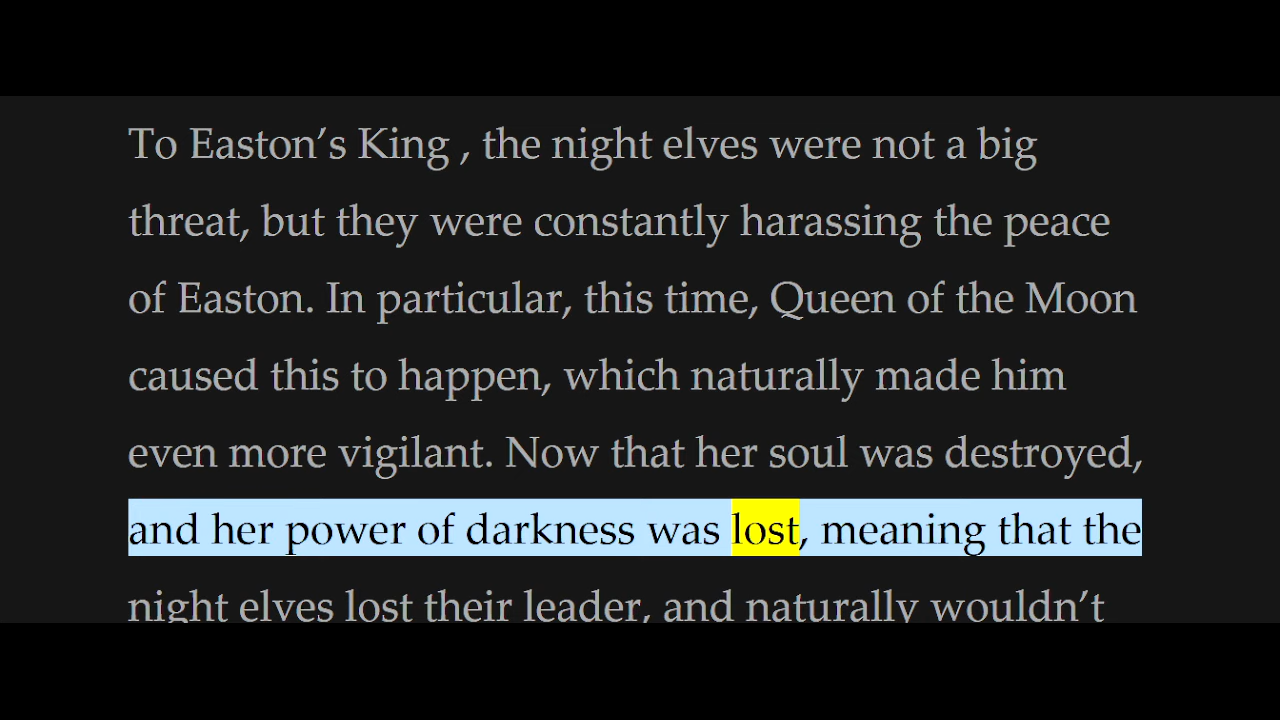 To Easton’s King , the night elves were not a big
threat, but they were constantly harassing the peace
of Easton. In particular, this time, Queen of the Moon
caused this to happen, which naturally made him
even more vigilant. Now that her soul was destroyed,
and her power of darkness was lost, meaning that the
night elves lost their leader, and naturally wouldn’t